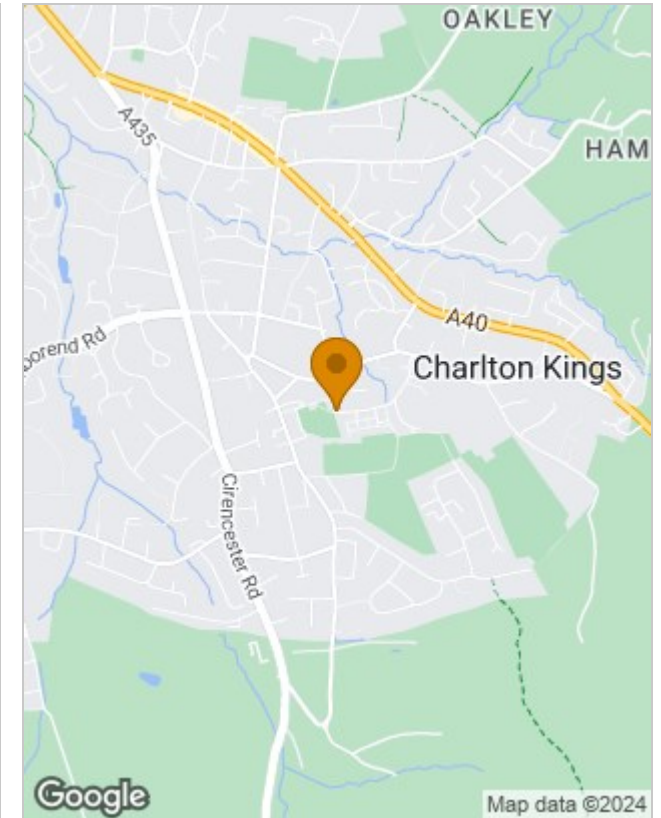 OAKLEY
A435
HAM
A40
oorend Rd
Charlton Kings
Cirencester Rd
Google
Map data ©2024